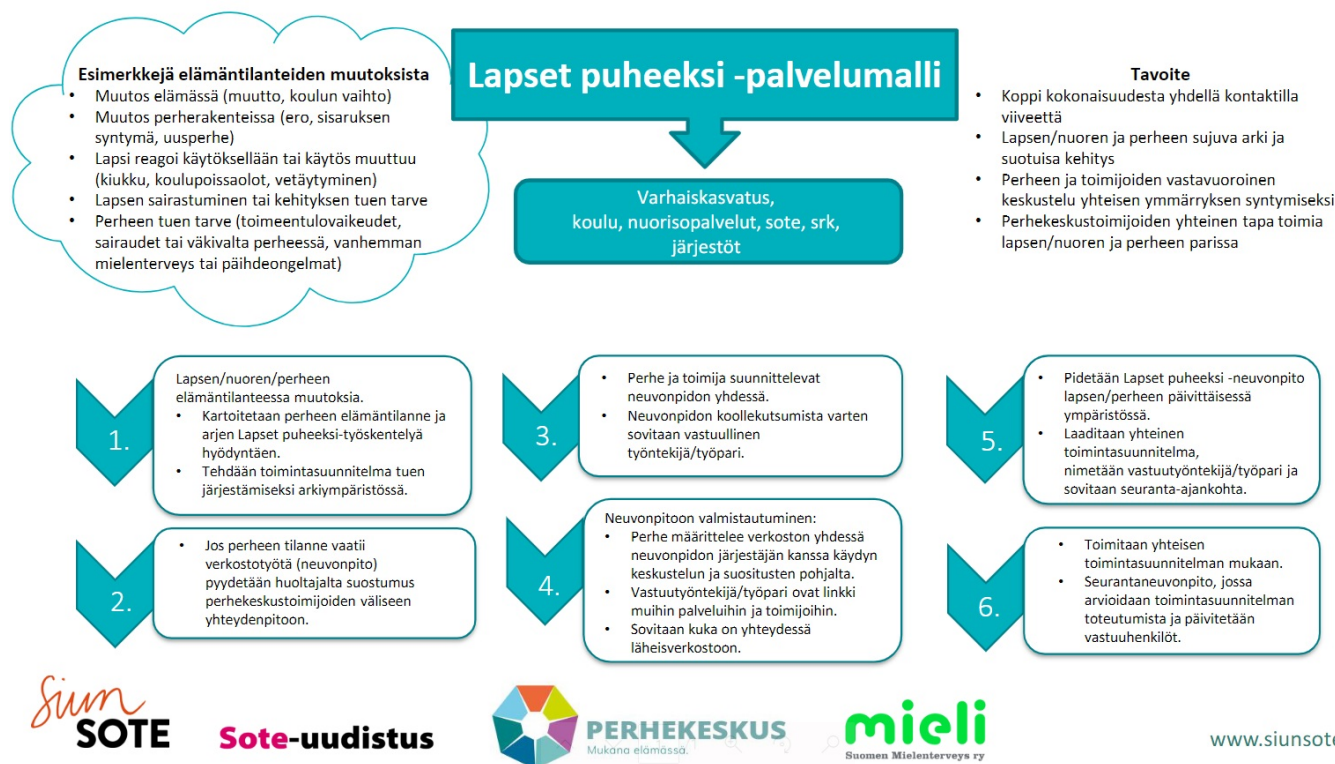 Esimerkkejä elämäntilanteiden muutoksista
• Muutos elämässä (muutto, koulun vaihto)
• Muutos perherakenteissa (ero, sisaruksen
syntymä, uusperhe)
• Lapsi reagoi käytöksellään tai käytös muuttuu
(kiukku, koulupoissaolot, vetäytyminen)
• Lapsen sairastuminen tai kehityksen tuen tarve
• Perheen tuen tarve (toimeentulovaikeudet,
sairaudet tai väkivalta perheessä, vanhemman
mielenterveys tai päihdeongelmat)
Lapset puheeksi -palvelumalli
Varhaiskasvatus,
koulu, nuorisopalvelut, sote, srk,
järjestöt
Tavoite
• Koppi kokonaisuudesta yhdellä kontaktilla
viiveettä
• Lapsen/nuoren ja perheen sujuva arki ja
suotuisa kehitys
• Perheen ja toimijoiden vastavuoroinen
keskustelu yhteisen ymmärryksen syntymiseksi
• Perhekeskustoimijoiden yhteinen tapa toimia
lapsen/nuoren ja perheen parissa
1.
Lapsen/nuoren/perheen
elämäntilanteessa muutoksia.
• Kartoitetaan perheen elämäntilanne ja
arjen Lapset puheeksi-työskentelyä
hyödyntäen.
• Tehdään toimintasuunnitelma tuen
järjestämiseksi arkiympäristössä.
2.
• Jos perheen tilanne vaatii
verkostotyötä (neuvonpito)
pyydetään huoltajalta suostumus
perhekeskustoimijoiden väliseen
yhteydenpitoon.
3.
• Perhe ja toimija suunnittelevat
neuvonpidon yhdessä.
• Neuvonpidon koollekutsumista varten
sovitaan vastuullinen
työntekijä/työpari.
4.
Neuvonpitoon valmistautuminen:
• Perhe määrittelee verkoston yhdessä
neuvonpidon järjestäjän kanssa käydyn
keskustelun ja suositusten pohjalta.
• Vastuutyöntekijä/työpari ovat linkki
muihin palveluihin ja toimijoihin.
• Sovitaan kuka on yhteydessä
läheisverkostoon.
5.
• Pidetään Lapset puheeksi -neuvonpito
lapsen/perheen päivittäisessä
ympäristössä.
• Laaditaan yhteinen
toimintasuunnitelma,
nimetään vastuutyöntekijä/työpari ja
sovitaan seuranta-ajankohta.
6.
• Toimitaan yhteisen
toimintasuunnitelman mukaan.
• Seurantaneuvonpito, jossa
arvioidaan toimintasuunnitelman
toteutumista ja päivitetään
vastuuhenkilöt.
Siun
SOTE
Sote-uudistus
PERHEKESKUS
Mukana elämässä.
mieli
Suomen Mielenterveys ry
www.siunsote